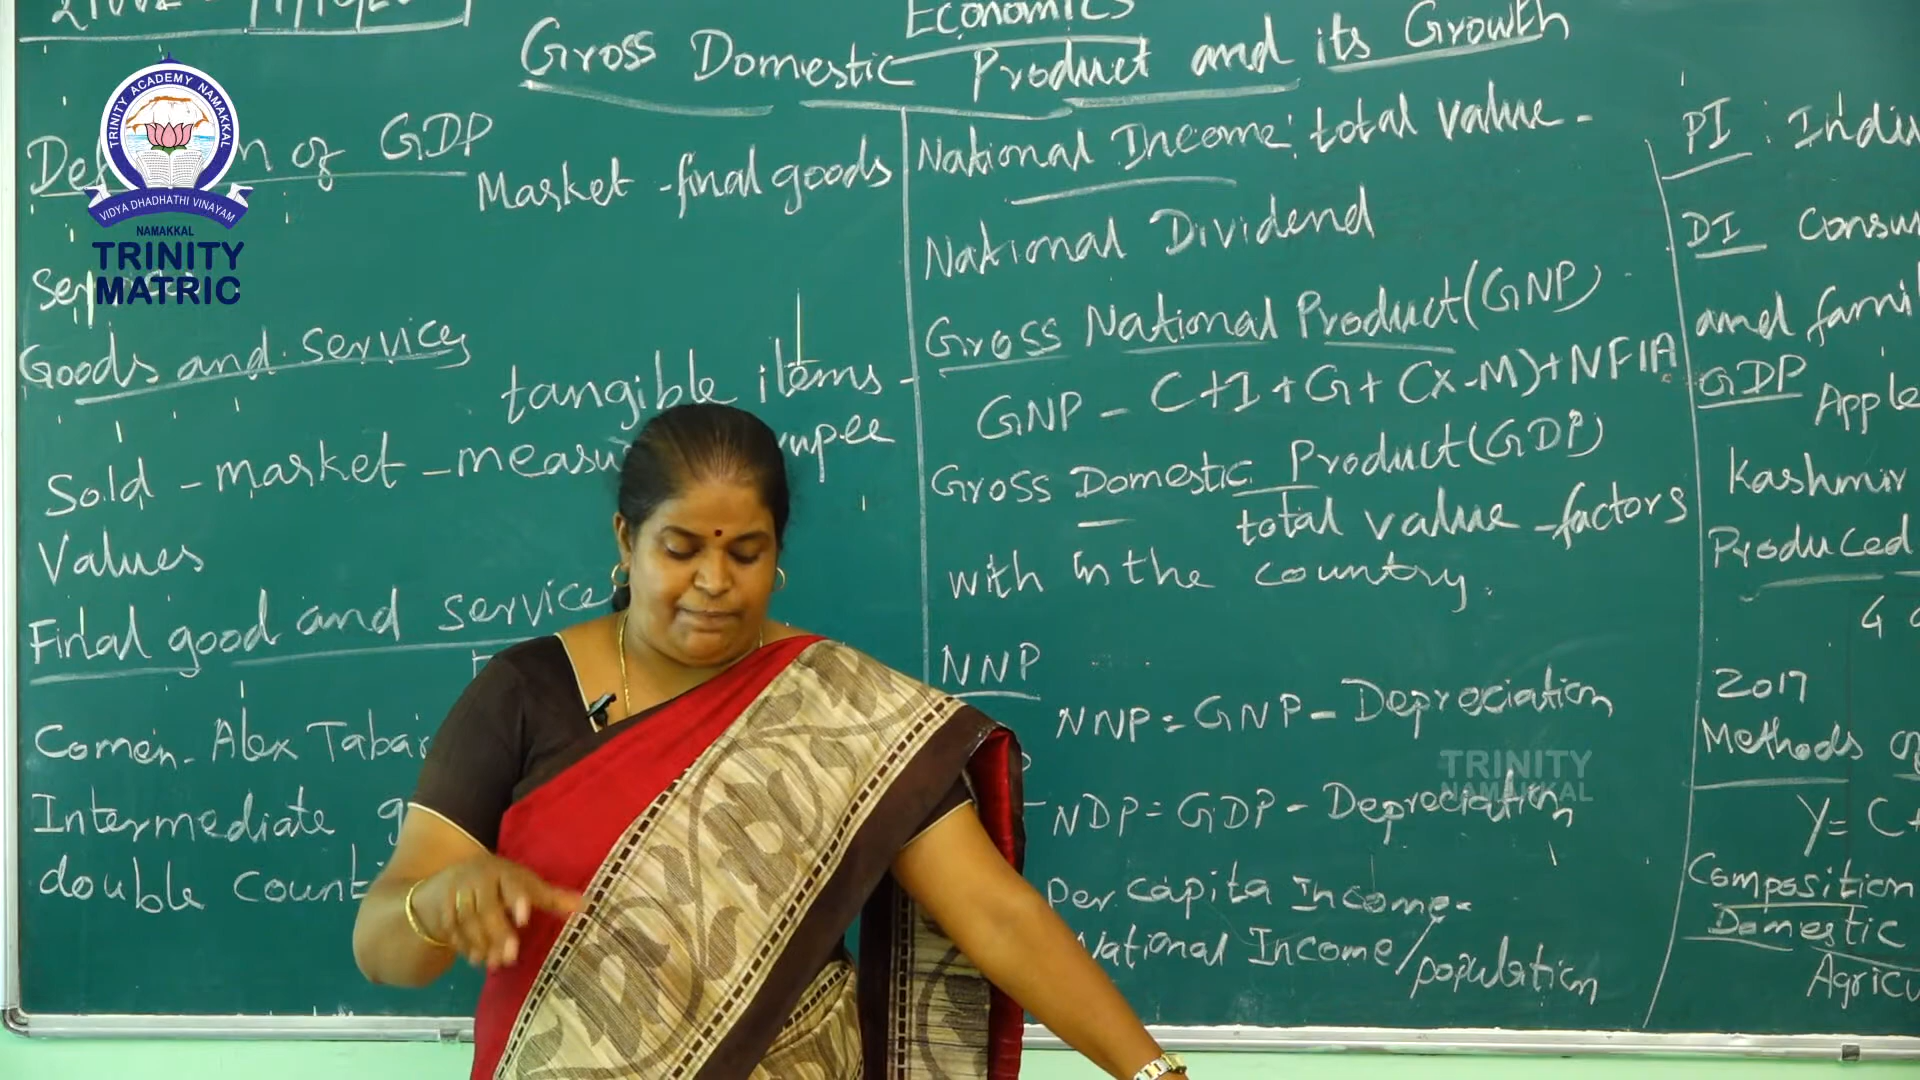 Economics
Gross Domestic Product and its Growth
TRINITY ACADEMY NAMAKKAL
VIDYA DHADHATHI VINAYAM
NAMAKKAL
TRINITY
MATRIC
of GDP
Market - final goods
Goods and services
tangible items -
Sold - market - measu rupee
Values
Final good and service
Comen - Alex Tabar
Intermediate g
double count
National Income: total value -
National Dividend
Gross National Product (GNP)
GNP - C+I+G+(X-M)+NFIA
Gross Domestic Product (GDP)
total value - factors
with in the country.
NNP
NNP = GNP - Depreciation
NDP = GDP - Depreciation
Per Capita Income =
National Income / population
PI : Indi
DI Consu
and famil
GDP Apple
Kashmir
Produced
2017
Methods of
Y = C+
Composition
Domestic
Agricu
TRINITY
NAMAKKAL